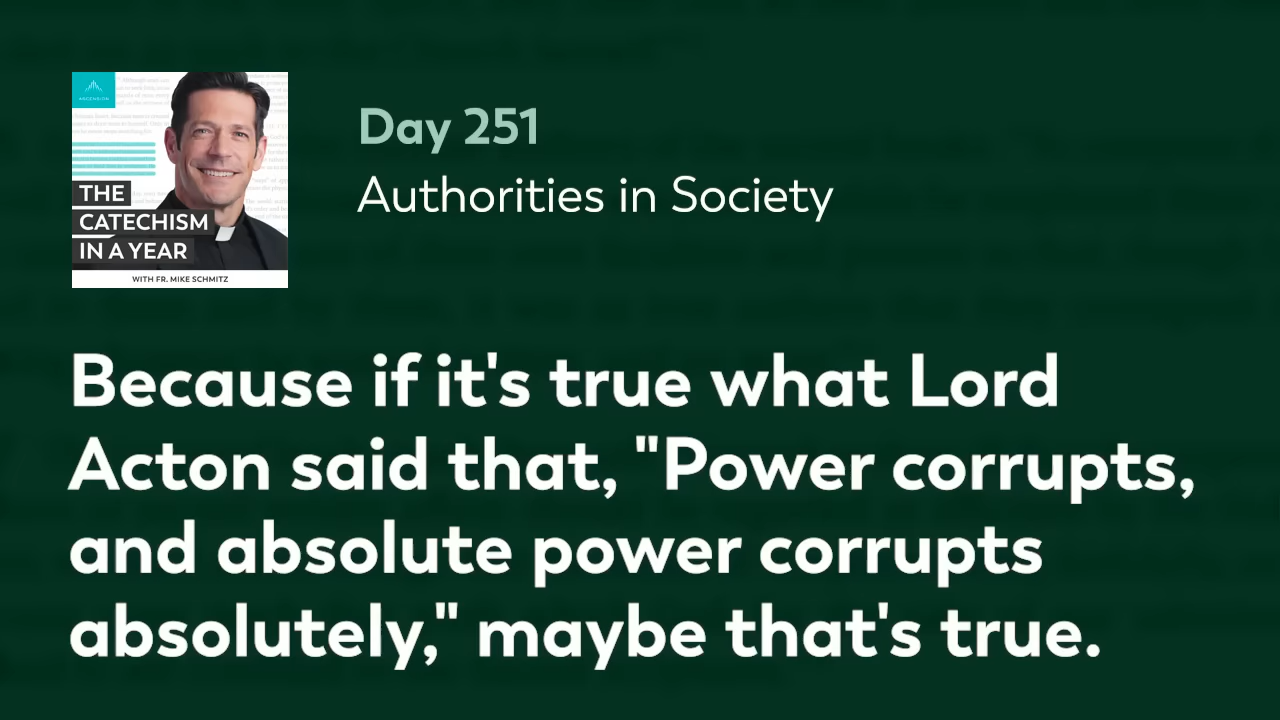 ASCENSION
THE
CATECHISM
IN A YEAR
WITH FR. MIKE SCHMITZ
Day 251
Authorities in Society
Because if it's true what Lord
Acton said that, "Power corrupts,
and absolute power corrupts
absolutely," maybe that's true.